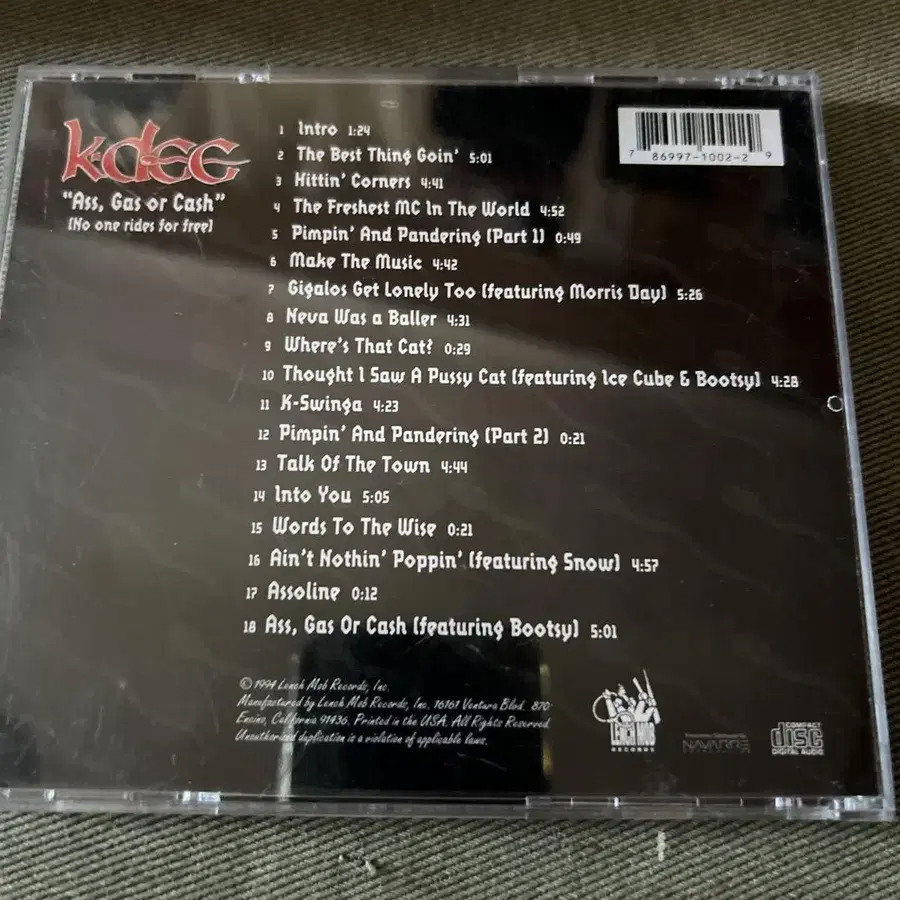 k-dee
"Ass, Gas or Cash"
(No one rides for free)
1 Intro 1:24
2 The Best Thing Goin' 5:01
3 Hittin' Corners 4:41
4 The Freshest MC In The World 4:52
5 Pimpin' And Pandering (Part 1) 0:49
6 Make The Music 4:42
7 Gigalos Get Lonely Too (featuring Morris Day) 5:26
8 Neva Was a Baller 4:31
9 Where's That Cat? 0:29
10 Thought I Saw A Pussy Cat (featuring Ice Cube & Bootsy) 4:28
11 K-Swinga 4:23
12 Pimpin' And Pandering (Part 2) 0:21
13 Talk Of The Town 4:44
14 Into You 5:05
15 Words To The Wise 0:21
16 Ain't Nothin' Poppin' (featuring Snow) 4:57
17 Assoline 0:12
18 Ass, Gas Or Cash (featuring Bootsy) 5:01
7 86997-1002-2 9
© 1994 Lench Mob Records, Inc.
Manufactured by Lench Mob Records, Inc. 16161 Ventura Blvd. 870
Encino, California 91436. Printed in the USA. All Rights Reserved.
Unauthorized duplication is a violation of applicable laws.
LENCH MOB
RECORDS
NAVARRE
COMPACT
disc
DIGITAL AUDIO